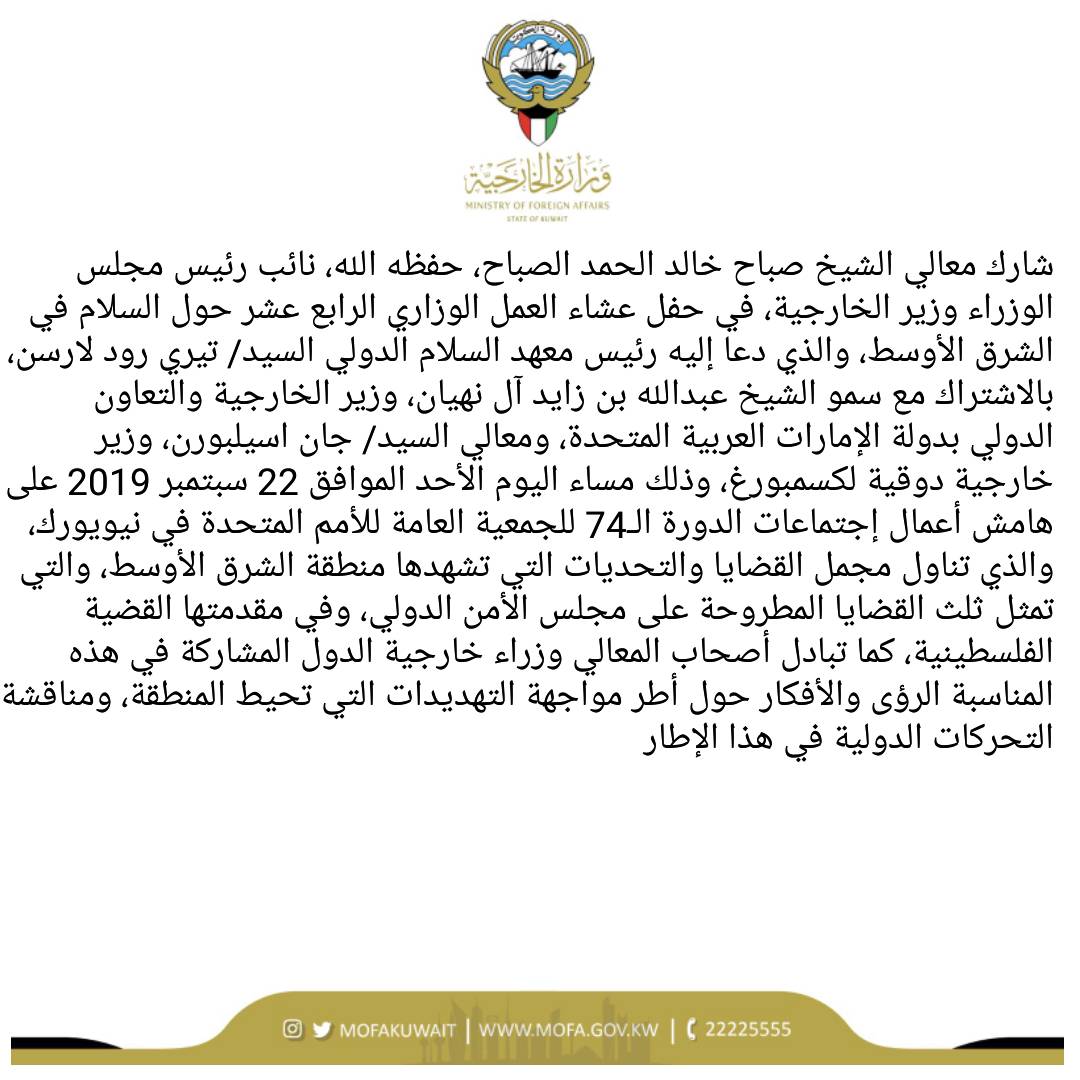 دولة الكويت
وزارة الخارجية
MINISTRY OF FOREIGN AFFAIRS
STATE OF KUWAIT
شارك معالي الشيخ صباح خالد الحمد الصباح، حفظه الله، نائب رئيس مجلس
الوزراء وزير الخارجية، في حفل عشاء العمل الوزاري الرابع عشر حول السلام في
الشرق الأوسط، والذي دعا إليه رئيس معهد السلام الدولي السيد/ تيري رود لارسن،
بالاشتراك مع سمو الشيخ عبدالله بن زايد آل نهيان، وزير الخارجية والتعاون
الدولي بدولة الإمارات العربية المتحدة، ومعالي السيد/ جان اسيلبورن، وزير
خارجية دوقية لكسمبورغ، وذلك مساء اليوم الأحد الموافق 22 سبتمبر 2019 على
هامش أعمال إجتماعات الدورة الـ74 للجمعية العامة للأمم المتحدة في نيويورك،
والذي تناول مجمل القضايا والتحديات التي تشهدها منطقة الشرق الأوسط، والتي
تمثل ثلث القضايا المطروحة على مجلس الأمن الدولي، وفي مقدمتها القضية
الفلسطينية، كما تبادل أصحاب المعالي وزراء خارجية الدول المشاركة في هذه
المناسبة الرؤى والأفكار حول أطر مواجهة التهديدات التي تحيط المنطقة، ومناقشة
التحركات الدولية في هذا الإطار
MOFAKUWAIT | WWW.MOFA.GOV.KW | 22225555